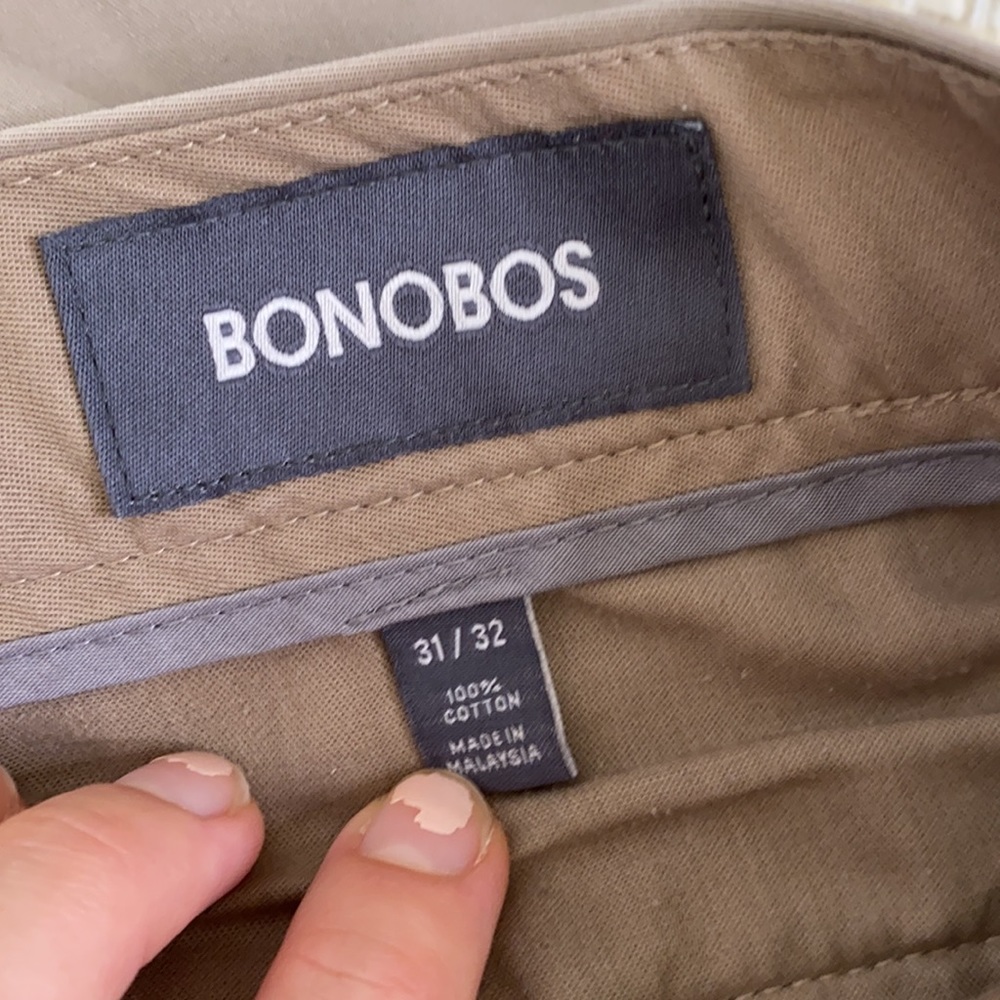 BONOBOS
31 / 32
100%
COTTON
MADE IN
MALAYSIA